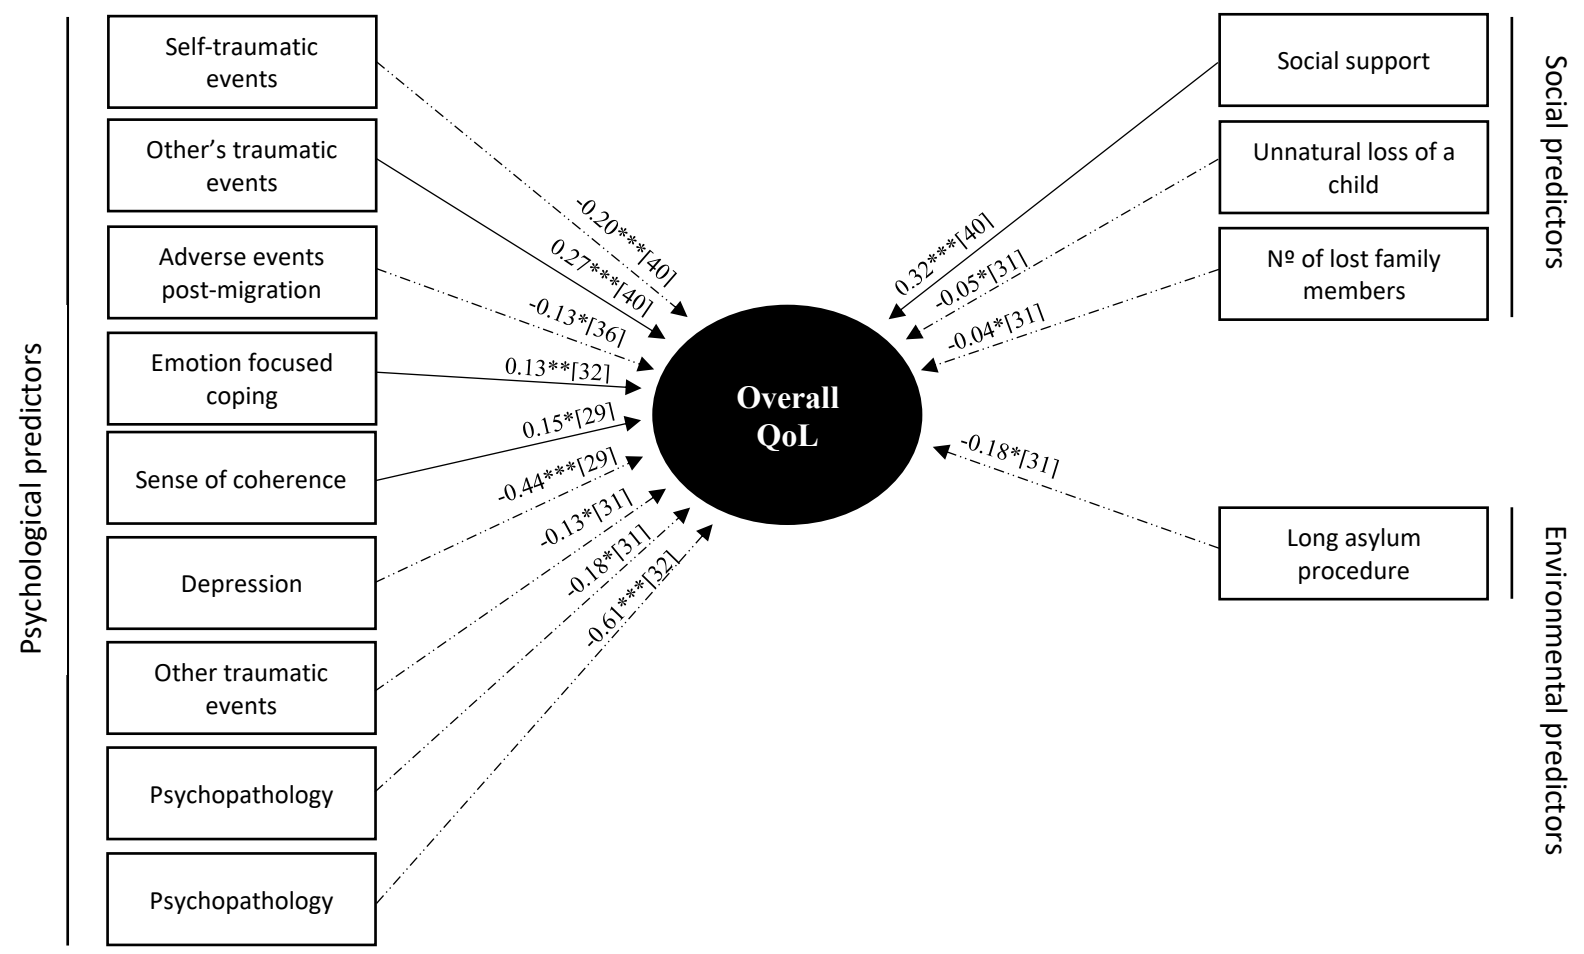 Psychological predictors
Self-traumatic
events
Other’s traumatic
events
Adverse events
post-migration
Emotion focused
coping
Sense of coherence
Depression
Other traumatic
events
Psychopathology
Psychopathology
-0.20***[40]
0.27***[40]
-0.13*[36]
0.13**[32]
0.15*[29]
-0.44***[29]
-0.13*[31]
-0.18*[31]
-0.61***[32]
Overall
QoL
0.32***[40]
-0.05*[31]
-0.04*[31]
-0.18*[31]
Social support
Unnatural loss of a
child
Nº of lost family
members
Long asylum
procedure
Social predictors
Environmental predictors